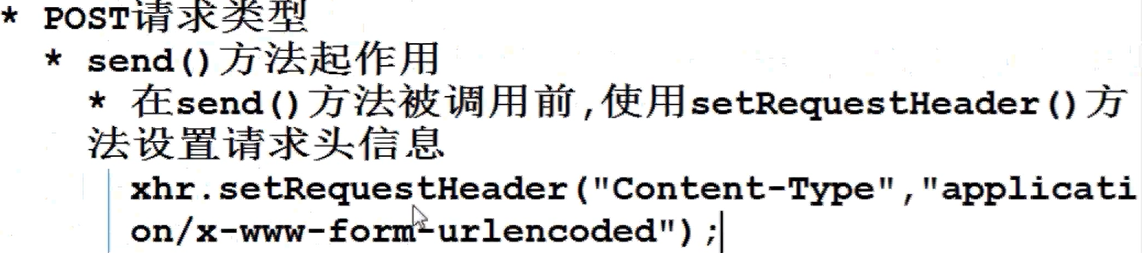 * POST请求类型
* send()方法起作用
* 在send()方法被调用前,使用setRequestHeader()方
法设置请求头信息
xhr.setRequestHeader("Content-Type","applicati
on/x-www-form-urlencoded");